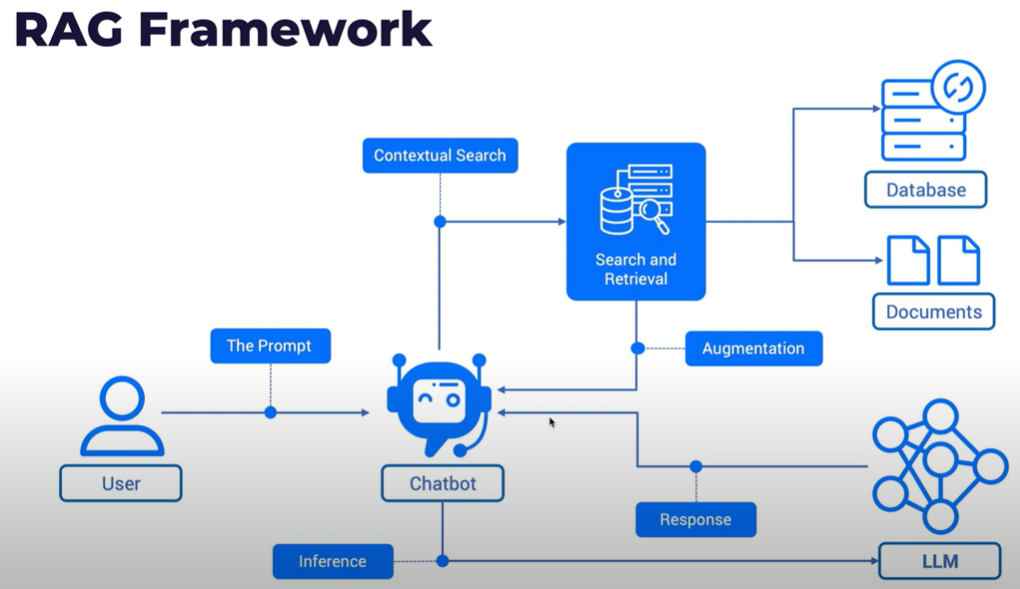 RAG Framework
Contextual Search
Search and
Retrieval
Database
Documents
The Prompt
Augmentation
User
Chatbot
Response
Inference
LLM